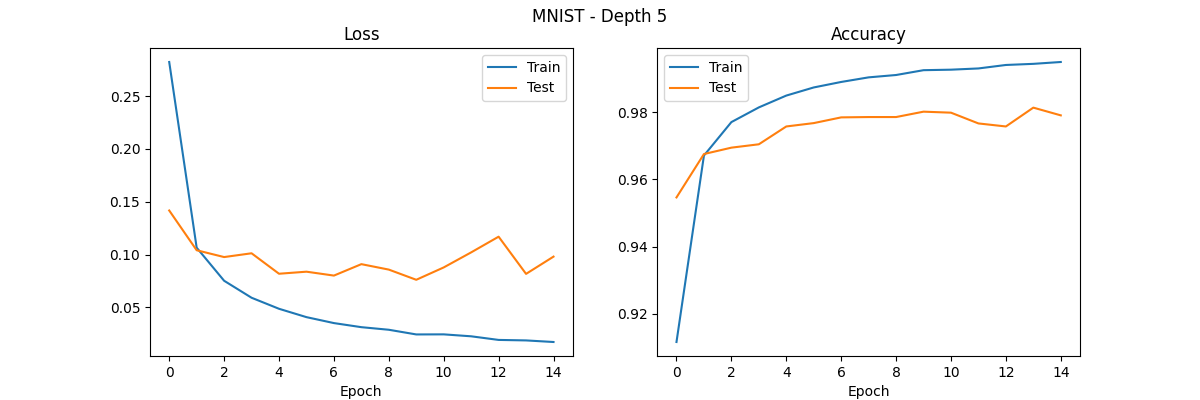 MNIST - Depth 5
Loss
Train
Test
0.25
0.20
0.15
0.10
0.05
0 2 4 6 8 10 12 14
Epoch
Accuracy
Train
Test
0.98
0.96
0.94
0.92
0 2 4 6 8 10 12 14
Epoch